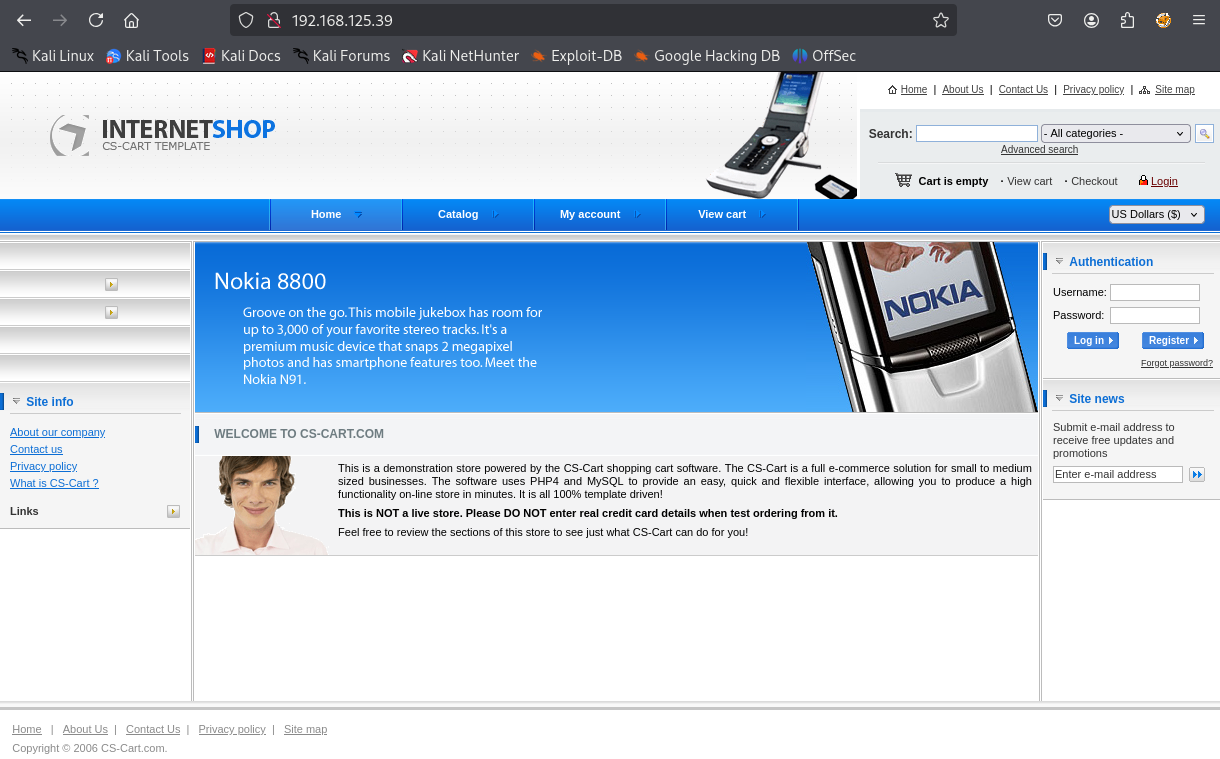 192.168.125.39
Kali Linux Kali Tools Kali Docs Kali Forums Kali NetHunter Exploit-DB Google Hacking DB OffSec
Home | About Us | Contact Us | Privacy policy | Site map
INTERNETSHOP
CS-CART TEMPLATE
Search: - All categories -
Advanced search
Cart is empty · View cart · Checkout Login
Home Catalog My account View cart US Dollars ($)
Nokia 8800
Groove on the go.This mobile jukebox has room for
up to 3,000 of your favorite stereo tracks. It's a
premium music device that snaps 2 megapixel
photos and has smartphone features too. Meet the
Nokia N91.
NOKIA
Site info
About our company
Contact us
Privacy policy
What is CS-Cart ?
Links
WELCOME TO CS-CART.COM
This is a demonstration store powered by the CS-Cart shopping cart software. The CS-Cart is a full e-commerce solution for small to medium
sized businesses. The software uses PHP4 and MySQL to provide an easy, quick and flexible interface, allowing you to produce a high
functionality on-line store in minutes. It is all 100% template driven!
This is NOT a live store. Please DO NOT enter real credit card details when test ordering from it.
Feel free to review the sections of this store to see just what CS-Cart can do for you!
Authentication
Username:
Password:
Log in Register
Forgot password?
Site news
Submit e-mail address to
receive free updates and
promotions
Enter e-mail address
Home | About Us | Contact Us | Privacy policy | Site map
Copyright © 2006 CS-Cart.com.